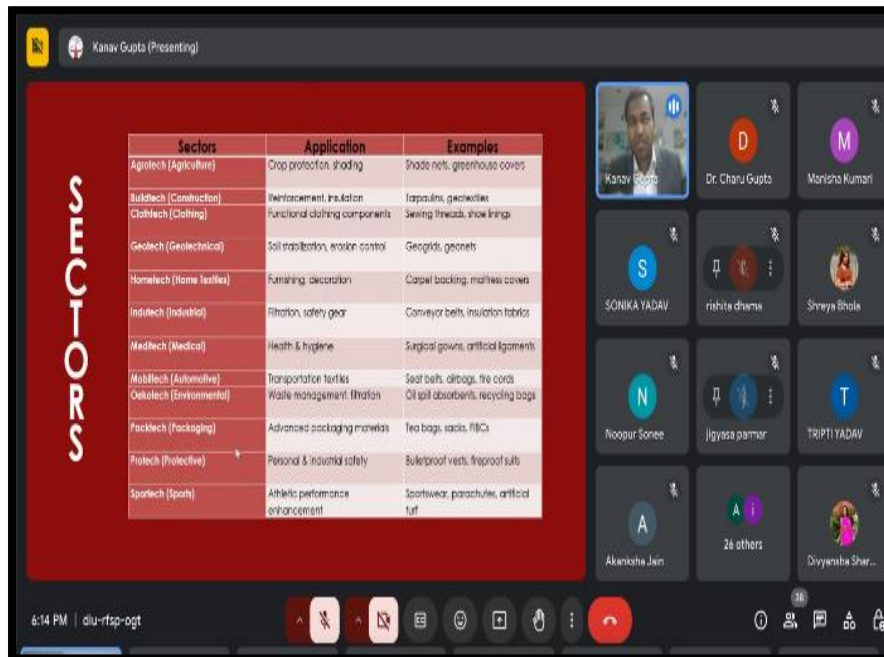 Kanav Gupta (Presenting)
SECTORS
Sectors Application Examples
Agrotech (Agriculture) Crop protection, shading Shade nets, greenhouse covers
Buildtech (Construction) Reinforcement, insulation Tarpaulins, geotextiles
Clothtech (Clothing) Functional clothing components Sewing threads, shoe linings
Geotech (Geotechnical) Soil stabilization, erosion control Geogrids, geonets
Hometech (Home Textiles) Furnishing, decoration Carpet backing, mattress covers
Indutech (Industrial) Filtration, safety gear Conveyor belts, insulation fabrics
Meditech (Medical) Health & hygiene Surgical gowns, artificial ligaments
Mobiltech (Automotive) Transportation textiles Seat belts, airbags, tire cords
Oekotech (Environmental) Waste management, filtration Oil spill absorbents, recycling bags
Packtech (Packaging) Advanced packaging materials Tea bags, sacks, FIBCs
Protech (Protective) Personal & industrial safety Bulletproof vests, fireproof suits
Sportech (Sports) Athletic performance enhancement Sportswear, parachutes, artificial turf
Kanav Gupta
D
Dr. Charu Gupta
M
Manisha Kumari
S
SONIKA YADAV
rishita dhama
Shreya Bhola
N
Noopur Sonee
jigyasa parmar
T
TRIPTI YADAV
A
Akanksha Jain
A i
26 others
Divyansha Shar...
6:14 PM | dlu-rfsp-ogt
38